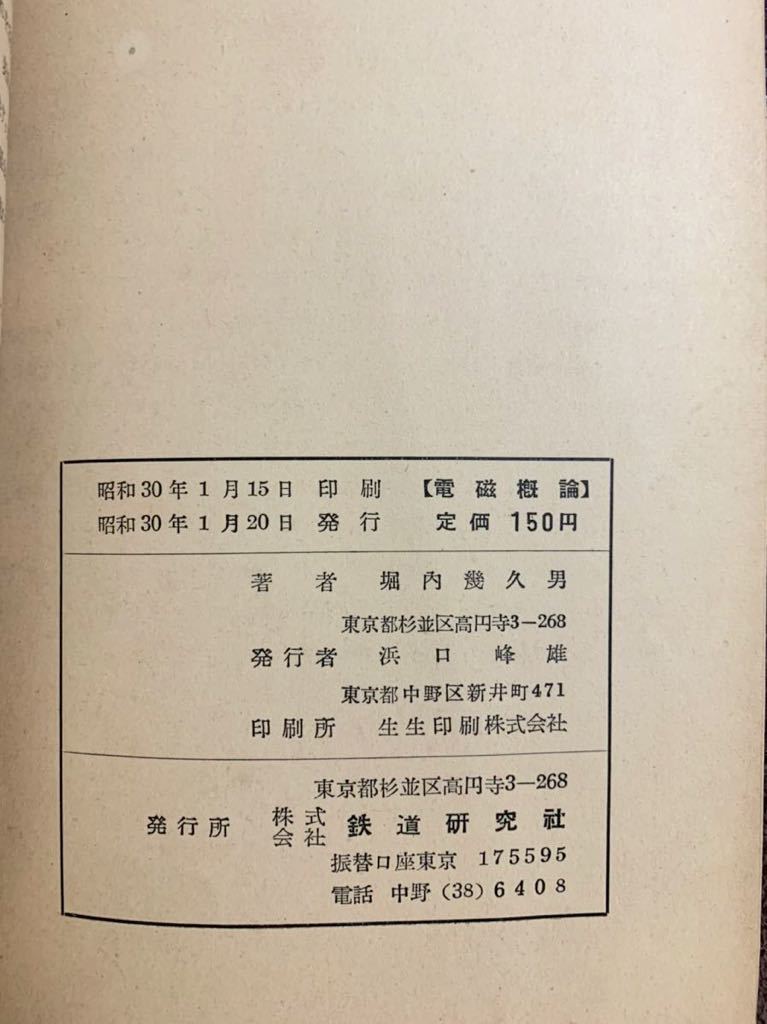 昭和30年1月15日 印刷 【電磁概論】
昭和30年1月20日 発行 定価 150円
著者 堀内幾久男
東京都杉並区高円寺3―268
発行者 浜口峰雄
東京都中野区新井町471
印刷所 生生印刷株式会社
東京都杉並区高円寺3―268
発行所 株式会社 鉄道研究社
振替口座東京 175595
電話 中野 (38) 6408